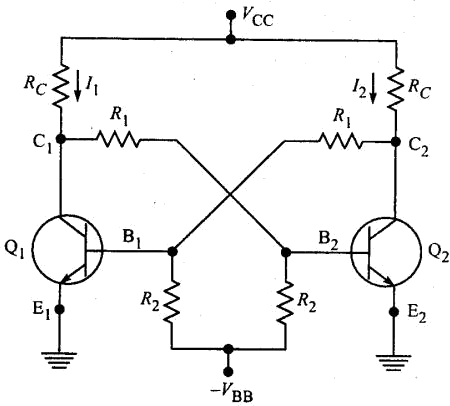 V_CC
R_C
I_1
I_2
R_C
R_1
R_1
C_1
C_2
Q_1
B_1
B_2
Q_2
R_2
R_2
E_1
E_2
-V_BB